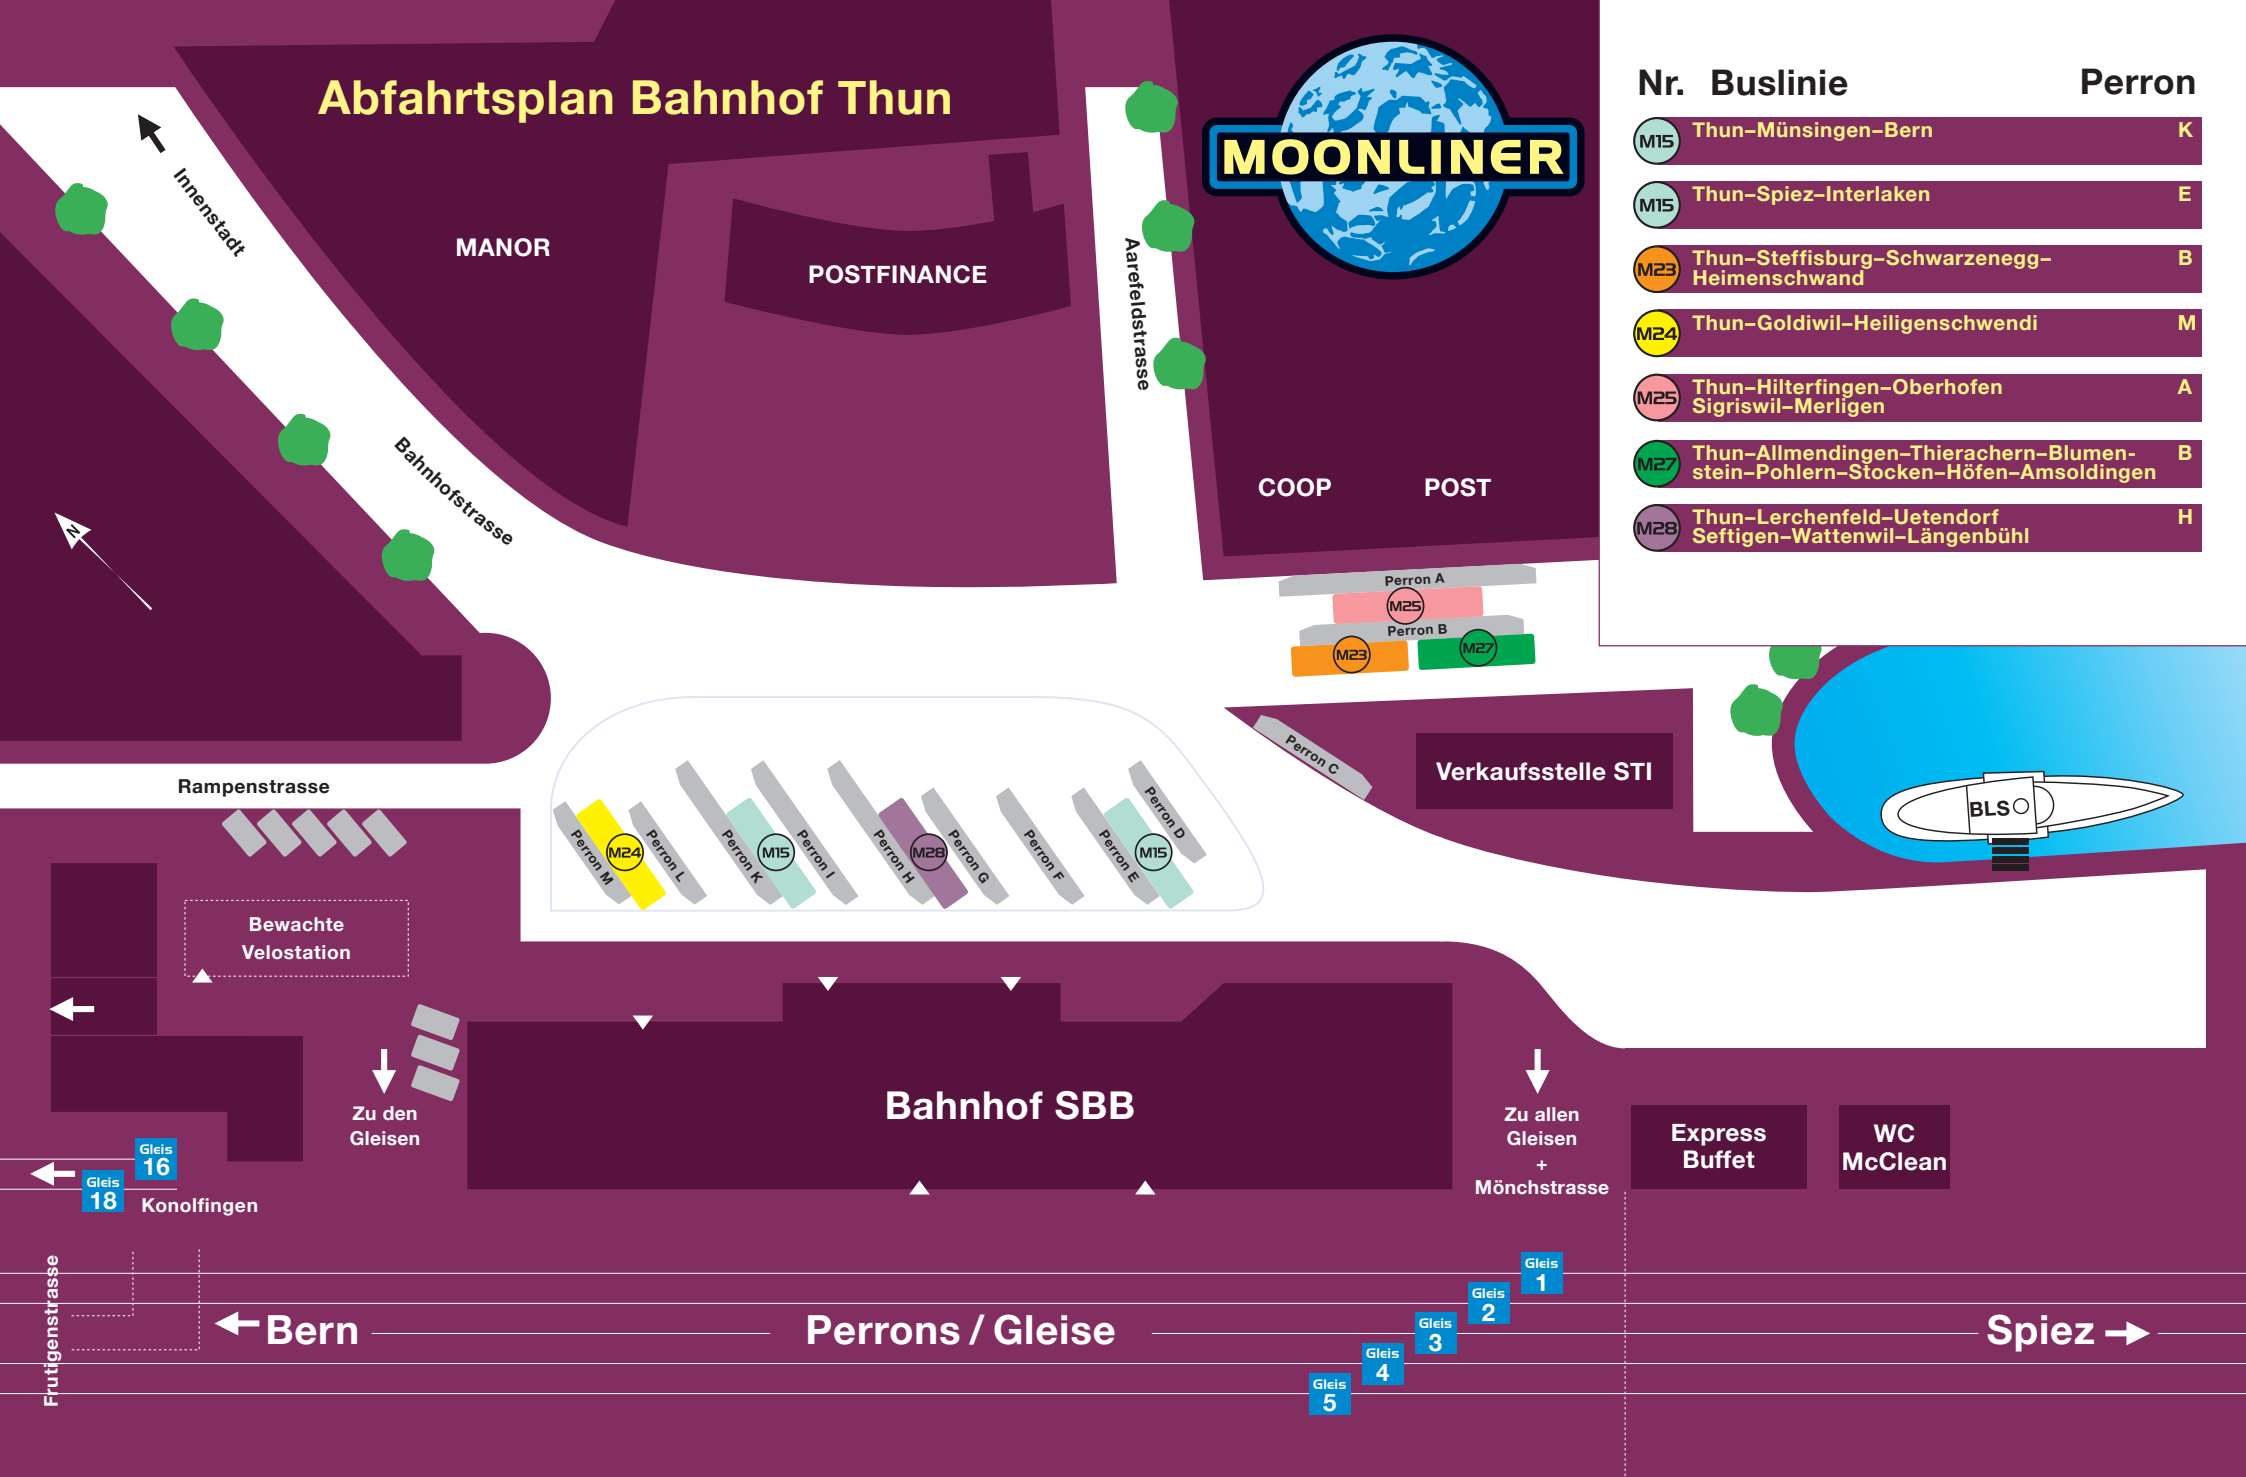 Abfahrtsplan Bahnhof Thun
MOONLINER
Nr. Buslinie Perron
M15 Thun–Münsingen–Bern K
M15 Thun–Spiez–Interlaken E
M23 Thun–Steffisburg–Schwarzenegg– B
Heimenschwand
M24 Thun–Goldiwil–Heiligenschwendi M
M25 Thun–Hilterfingen–Oberhofen A
Sigriswil–Merligen
M27 Thun–Allmendingen–Thierachern–Blumen- B
stein–Pohlern–Stocken–Höfen–Amsoldingen
M28 Thun–Lerchenfeld–Uetendorf H
Seftigen–Wattenwil–Längenbühl
Innenstadt
MANOR
POSTFINANCE
Aarefeldstrasse
Bahnhofstrasse
COOP
POST
N
Perron A
M25
Perron B
M23
M27
Perron C
Verkaufsstelle STI
BLS
Rampenstrasse
Perron M
M24
Perron L
Perron K
M15
Perron I
Perron H
M28
Perron G
Perron F
Perron E
M15
Perron D
Bewachte
Velostation
Zu den
Gleisen
Bahnhof SBB
Zu allen
Gleisen
+
Mönchstrasse
Express
Buffet
WC
McClean
Gleis
16
Gleis
18
Konolfingen
Frutigenstrasse
Bern
Perrons / Gleise
Spiez
Gleis
1
Gleis
2
Gleis
3
Gleis
4
Gleis
5